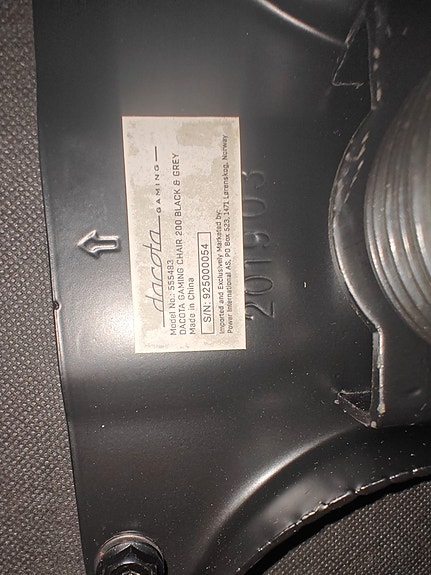 dacota
GAMING
Model No.: 555483
DACOTA GAMING CHAIR 200 BLACK & GREY
Made in China
S/N: 925000054
Imported and Exclusively Marketed by:
Power International AS, PO Box 523, 1471 Lørenskog, Norway
201903